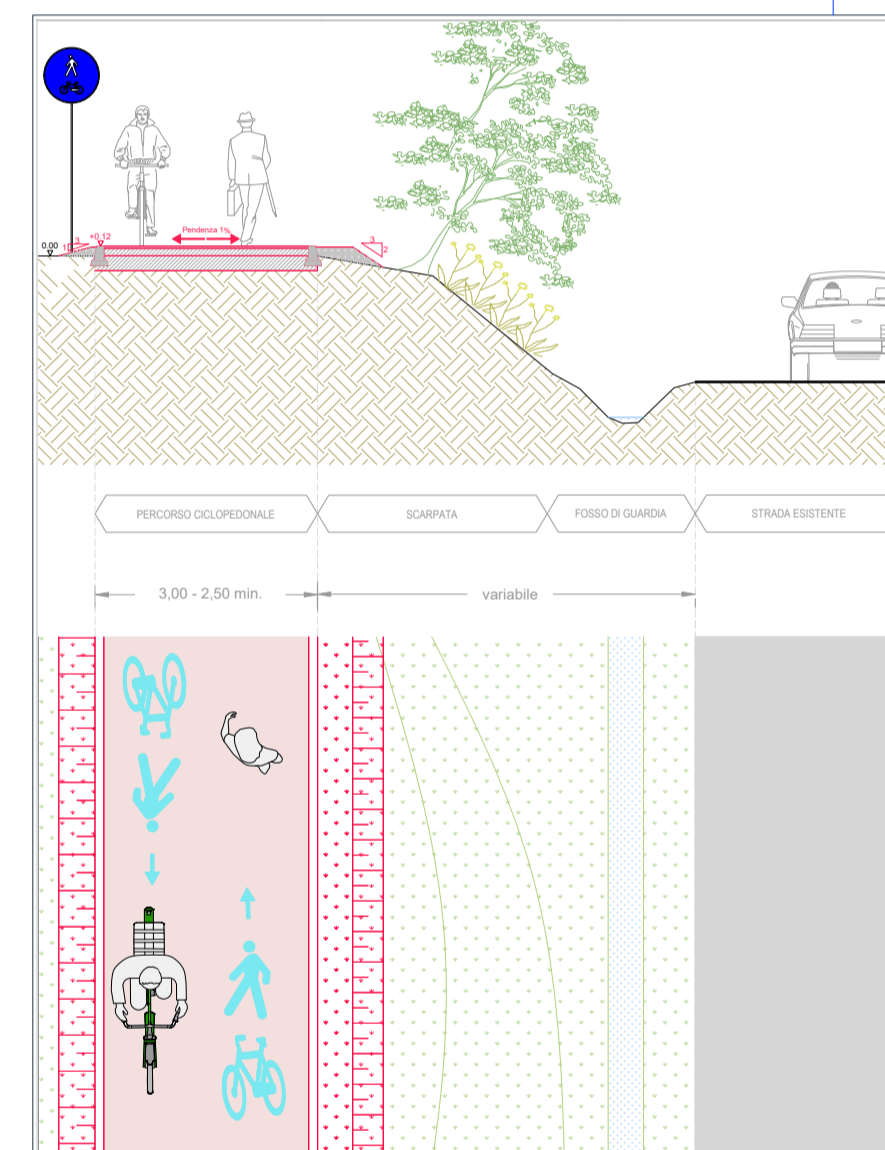 Pendenza 1%
0.00
1
3
+0.12
3
2
PERCORSO CICLOPEDONALE
SCARPATA
FOSSO DI GUARDIA
STRADA ESISTENTE
3,00 - 2,50 min.
variabile